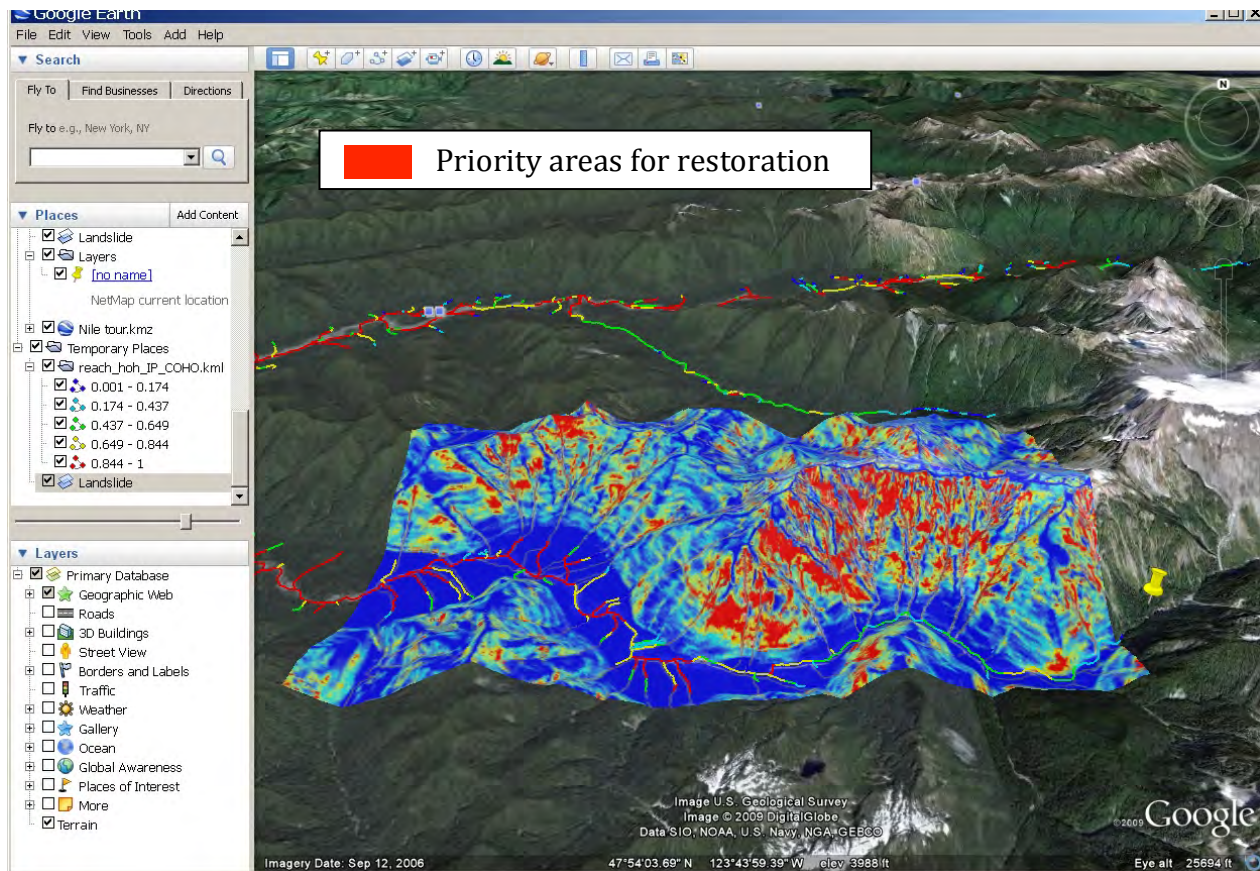 Google Earth
File Edit View Tools Add Help
Search
Fly To Find Businesses Directions
Fly to e.g., New York, NY
Places Add Content
Landslide
Layers
[no name]
NetMap current location
Nile tour.kmz
Temporary Places
reach_hoh_IP_COHO.kml
0.001 - 0.174
0.174 - 0.437
0.437 - 0.649
0.649 - 0.844
0.844 - 1
Landslide
Layers
Primary Database
Geographic Web
Roads
3D Buildings
Street View
Borders and Labels
Traffic
Weather
Gallery
Ocean
Global Awareness
Places of Interest
More
Terrain
N
Priority areas for restoration
Image U.S. Geological Survey
Image © 2009 DigitalGlobe
Data SIO, NOAA, U.S. Navy, NGA, GEBCO
©2009 Google
Imagery Date: Sep 12, 2006 47°54'03.69" N 123°43'59.39" W elev 3988 ft Eye alt 25694 ft